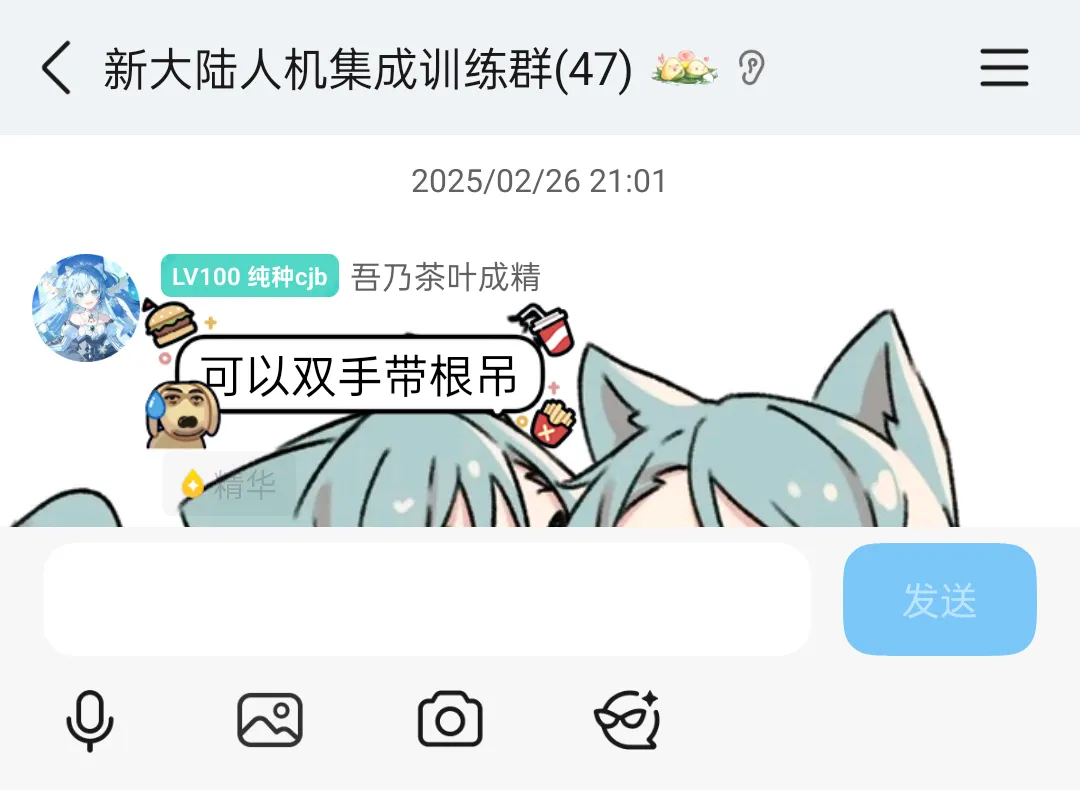 新大陆人机集成训练群(47)
2025/02/26 21:01
LV100 纯种cjb 吾乃茶叶成精
可以双手带根吊
精华
发送